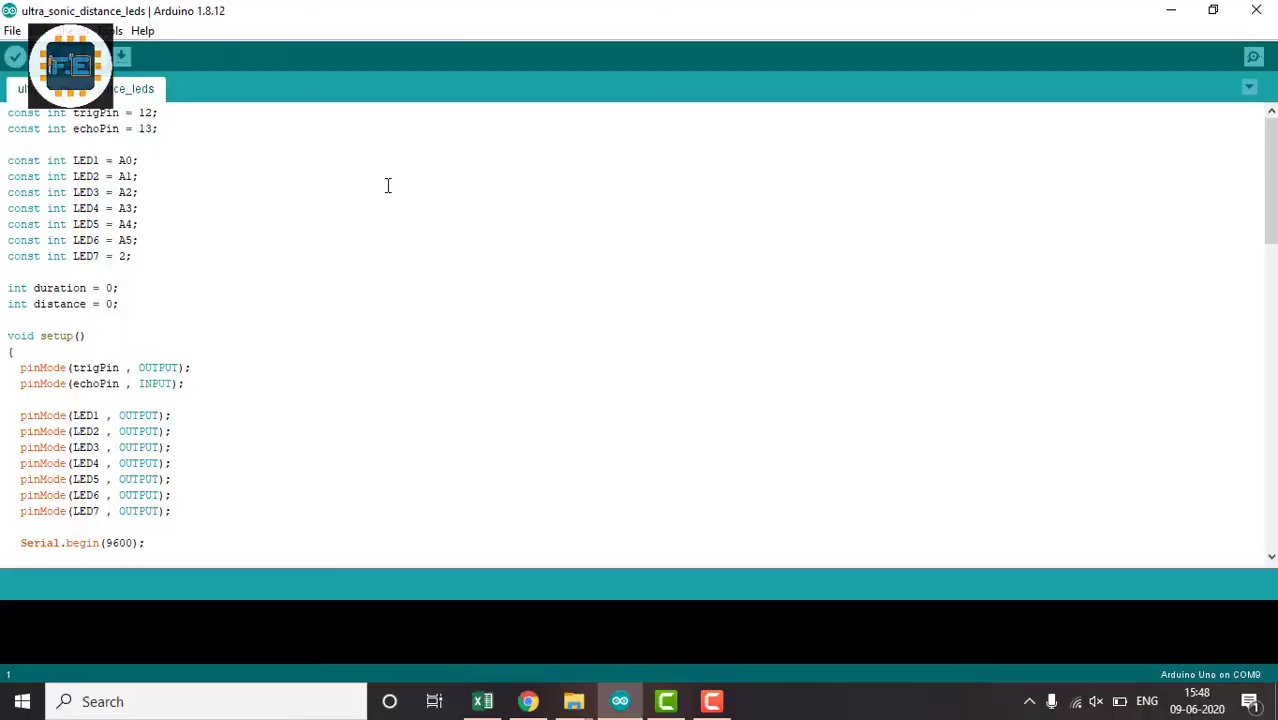 ultra_sonic_distance_leds | Arduino 1.8.12
File Tools Help
F.E
const int trigPin = 12;
const int echoPin = 13;
const int LED1 = A0;
const int LED2 = A1;
const int LED3 = A2;
const int LED4 = A3;
const int LED5 = A4;
const int LED6 = A5;
const int LED7 = 2;
int duration = 0;
int distance = 0;
void setup()
{
pinMode(trigPin , OUTPUT);
pinMode(echoPin , INPUT);
pinMode(LED1 , OUTPUT);
pinMode(LED2 , OUTPUT);
pinMode(LED3 , OUTPUT);
pinMode(LED4 , OUTPUT);
pinMode(LED5 , OUTPUT);
pinMode(LED6 , OUTPUT);
pinMode(LED7 , OUTPUT);
Serial.begin(9600);
1
Arduino Uno on COM9
Search
ENG
15:48
09-06-2020